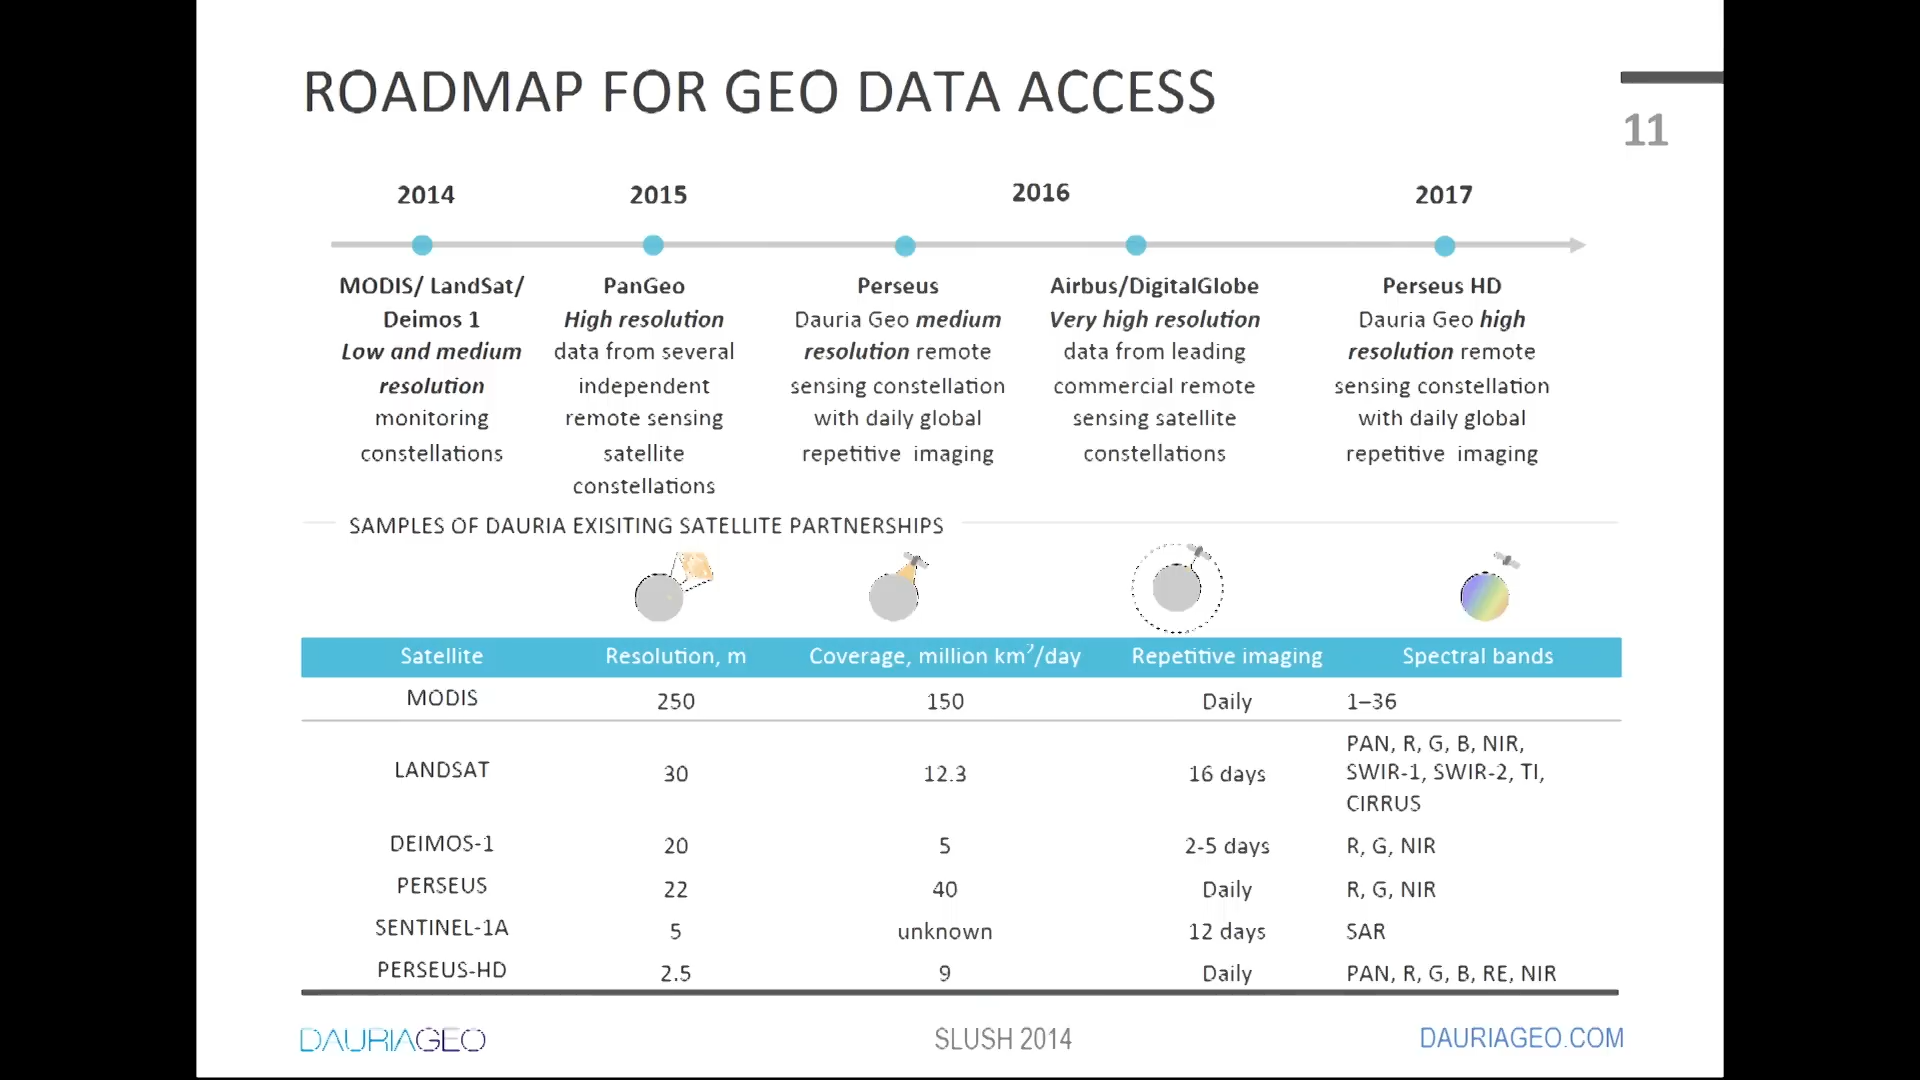 ROADMAP FOR GEO DATA ACCESS
11
2014
2015
2016
2017
MODIS/ LandSat/
Deimos 1
Low and medium
resolution
monitoring
constellations
PanGeo
High resolution
data from several
independent
remote sensing
satellite
constellations
Perseus
Dauria Geo medium
resolution remote
sensing constellation
with daily global
repetitive imaging
Airbus/DigitalGlobe
Very high resolution
data from leading
commercial remote
sensing satellite
constellations
Perseus HD
Dauria Geo high
resolution remote
sensing constellation
with daily global
repetitive imaging
SAMPLES OF DAURIA EXISITING SATELLITE PARTNERSHIPS
Satellite Resolution, m Coverage, million km²/day Repetitive imaging Spectral bands
MODIS 250 150 Daily 1–36
LANDSAT 30 12.3 16 days PAN, R, G, B, NIR,
SWIR-1, SWIR-2, TI,
CIRRUS
DEIMOS-1 20 5 2-5 days R, G, NIR
PERSEUS 22 40 Daily R, G, NIR
SENTINEL-1A 5 unknown 12 days SAR
PERSEUS-HD 2.5 9 Daily PAN, R, G, B, RE, NIR
DAURIAGEO
SLUSH 2014
DAURIAGEO.COM